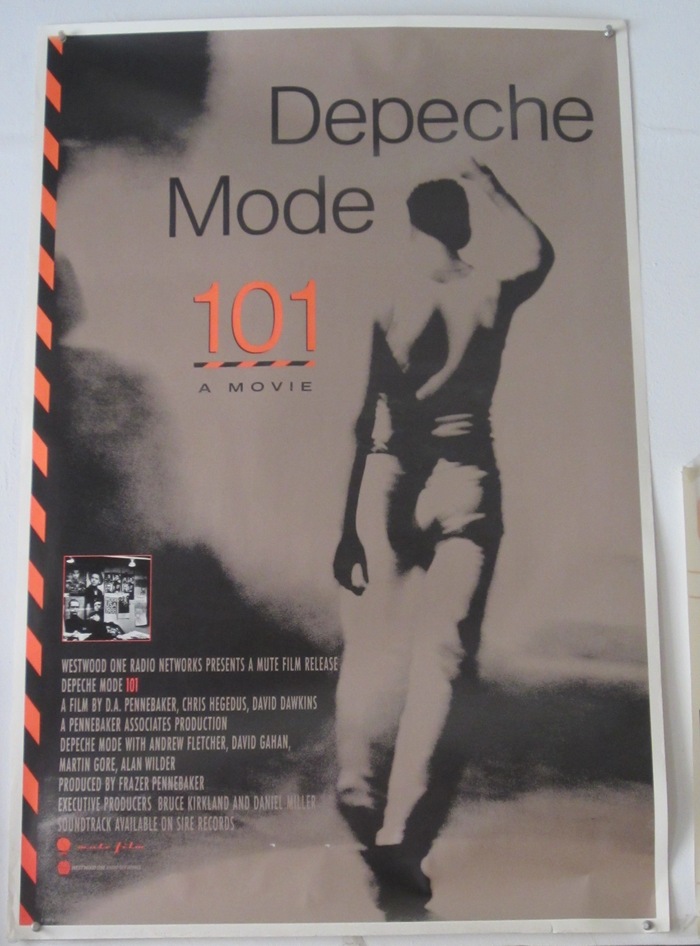 Depeche
Mode
101
A MOVIE
WESTWOOD ONE RADIO NETWORKS PRESENTS A MUTE FILM RELEASE
DEPECHE MODE 101
A FILM BY D.A. PENNEBAKER, CHRIS HEGEDUS, DAVID DAWKINS
A PENNEBAKER ASSOCIATES PRODUCTION
DEPECHE MODE WITH ANDREW FLETCHER, DAVID GAHAN,
MARTIN GORE, ALAN WILDER
PRODUCED BY FRAZER PENNEBAKER
EXECUTIVE PRODUCERS BRUCE KIRKLAND AND DANIEL MILLER
SOUNDTRACK AVAILABLE ON SIRE RECORDS
mute film